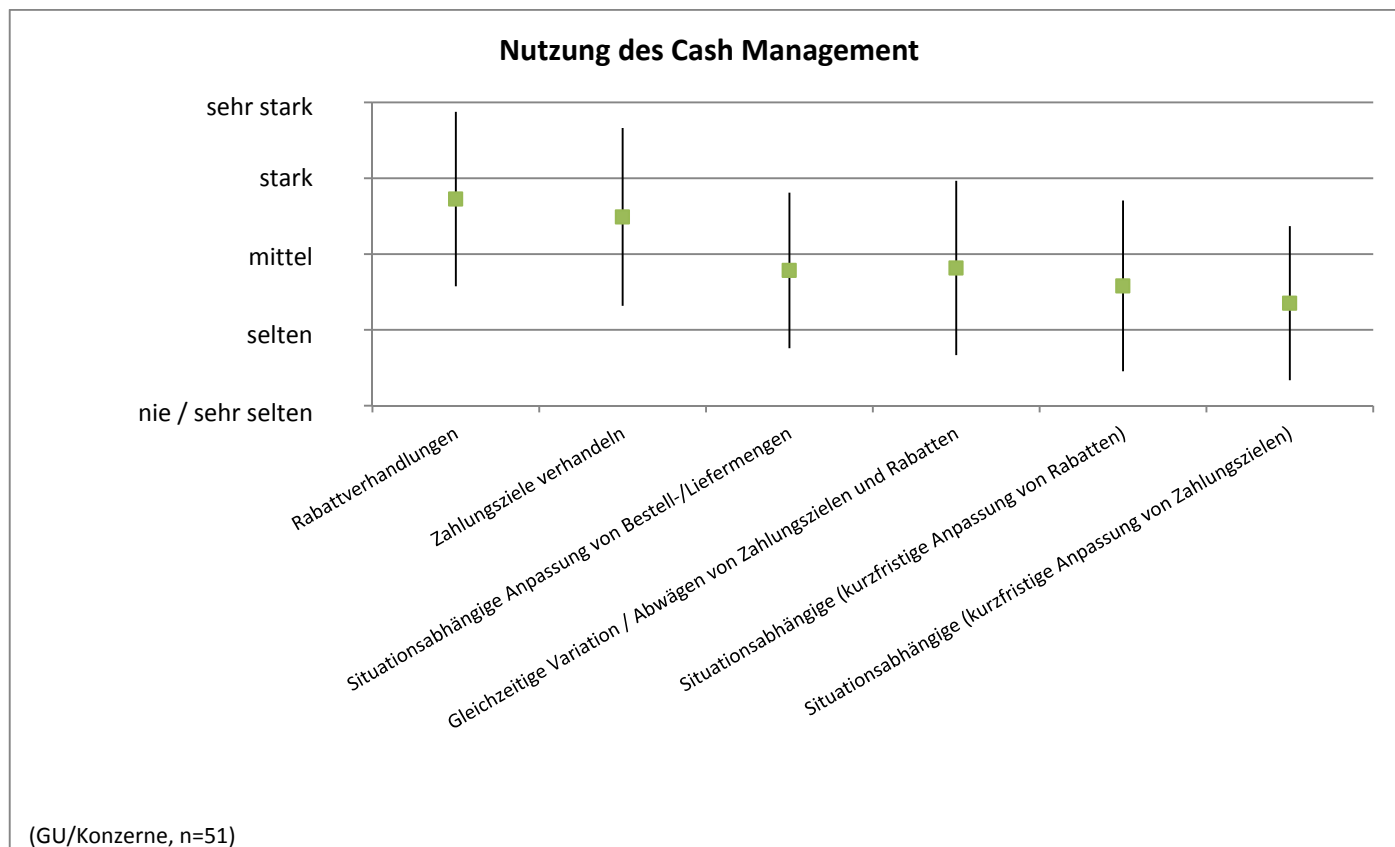 Nutzung des Cash Management
sehr stark
stark
mittel
selten
nie / sehr selten
Rabattverhandlungen
Zahlungsziele verhandeln
Situationsabhängige Anpassung von Bestell-/Liefermengen
Gleichzeitige Variation / Abwägen von Zahlungszielen und Rabatten
Situationsabhängige (kurzfristige Anpassung von Rabatten)
Situationsabhängige (kurzfristige Anpassung von Zahlungszielen)
(GU/Konzerne, n=51)